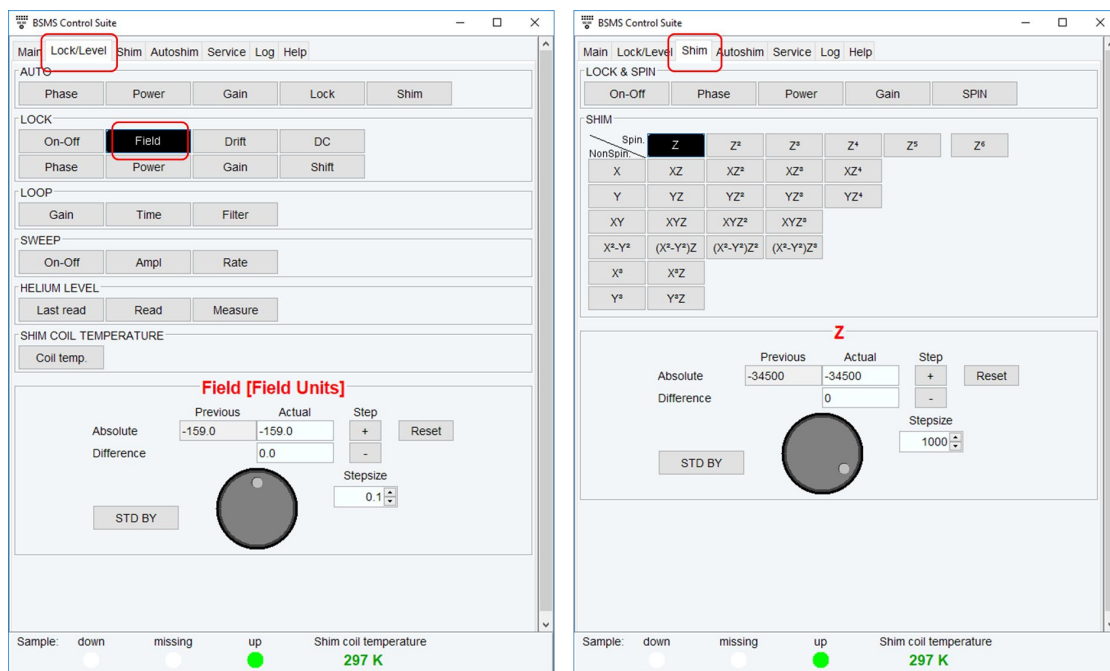 BSMS Control Suite
Main Lock/Level Shim Autoshim Service Log Help
AUTO
Phase Power Gain Lock Shim
LOCK
On-Off Field Drift DC
Phase Power Gain Shift
LOOP
Gain Time Filter
SWEEP
On-Off Ampl Rate
HELIUM LEVEL
Last read Read Measure
SHIM COIL TEMPERATURE
Coil temp.
Field [Field Units]
Previous Actual Step
Absolute -159.0 -159.0 + Reset
Difference 0.0 -
Stepsize
0.1
STD BY
Sample: down missing up Shim coil temperature
297 K
BSMS Control Suite
Main Lock/Level Shim Autoshim Service Log Help
LOCK & SPIN
On-Off Phase Power Gain SPIN
SHIM
Spin. Z Z² Z³ Z⁴ Z⁵ Z⁶
NonSpin.
X XZ XZ² XZ³ XZ⁴
Y YZ YZ² YZ³ YZ⁴
XY XYZ XYZ² XYZ³
X²-Y² (X²-Y²)Z (X²-Y²)Z² (X²-Y²)Z³
X³ X³Z
Y³ Y³Z
Z
Previous Actual Step
Absolute -34500 -34500 + Reset
Difference 0 -
Stepsize
1000
STD BY
Sample: down missing up Shim coil temperature
297 K